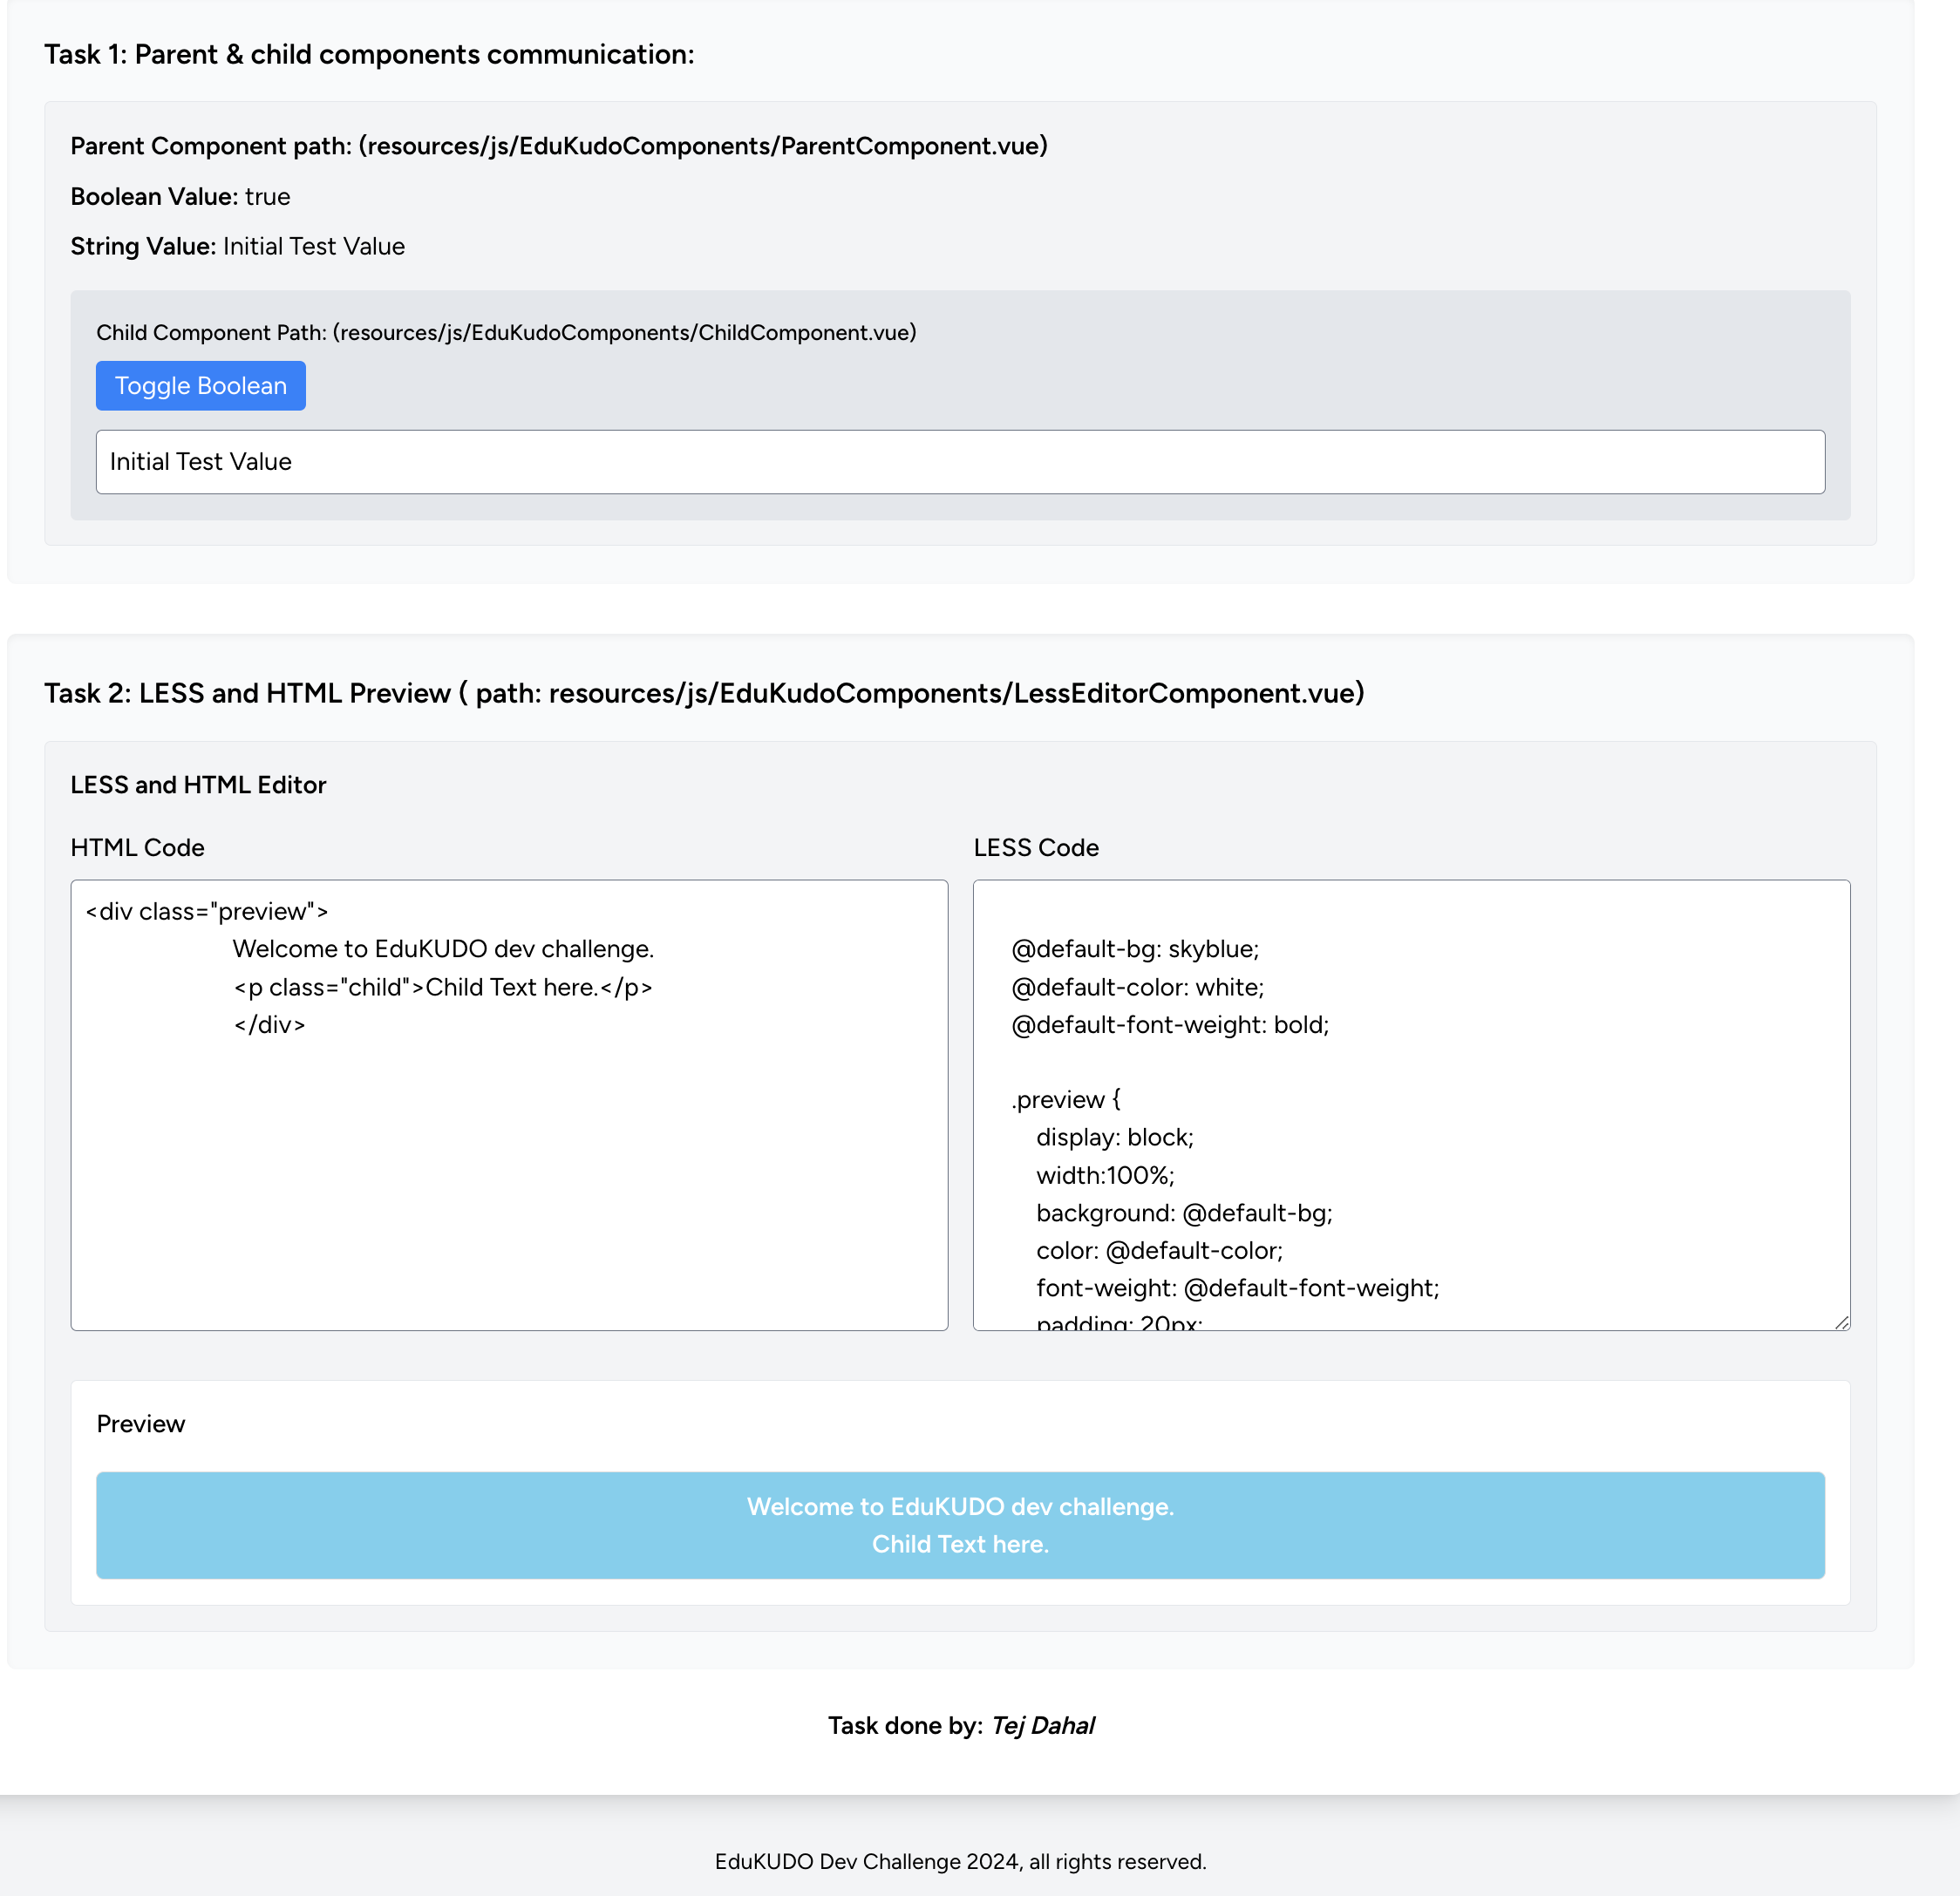 Task 1: Parent & child components communication:
Parent Component path: (resources/js/EduKudoComponents/ParentComponent.vue)
Boolean Value: true
String Value: Initial Test Value
Child Component Path: (resources/js/EduKudoComponents/ChildComponent.vue)
Toggle Boolean
Initial Test Value
Task 2: LESS and HTML Preview ( path: resources/js/EduKudoComponents/LessEditorComponent.vue)
LESS and HTML Editor
HTML Code
<div class="preview">
Welcome to EduKUDO dev challenge.
<p class="child">Child Text here.</p>
</div>
LESS Code
@default-bg: skyblue;
@default-color: white;
@default-font-weight: bold;
.preview {
display: block;
width:100%;
background: @default-bg;
color: @default-color;
font-weight: @default-font-weight;
padding: 20px;
Preview
Welcome to EduKUDO dev challenge.
Child Text here.
Task done by: Tej Dahal
EduKUDO Dev Challenge 2024, all rights reserved.